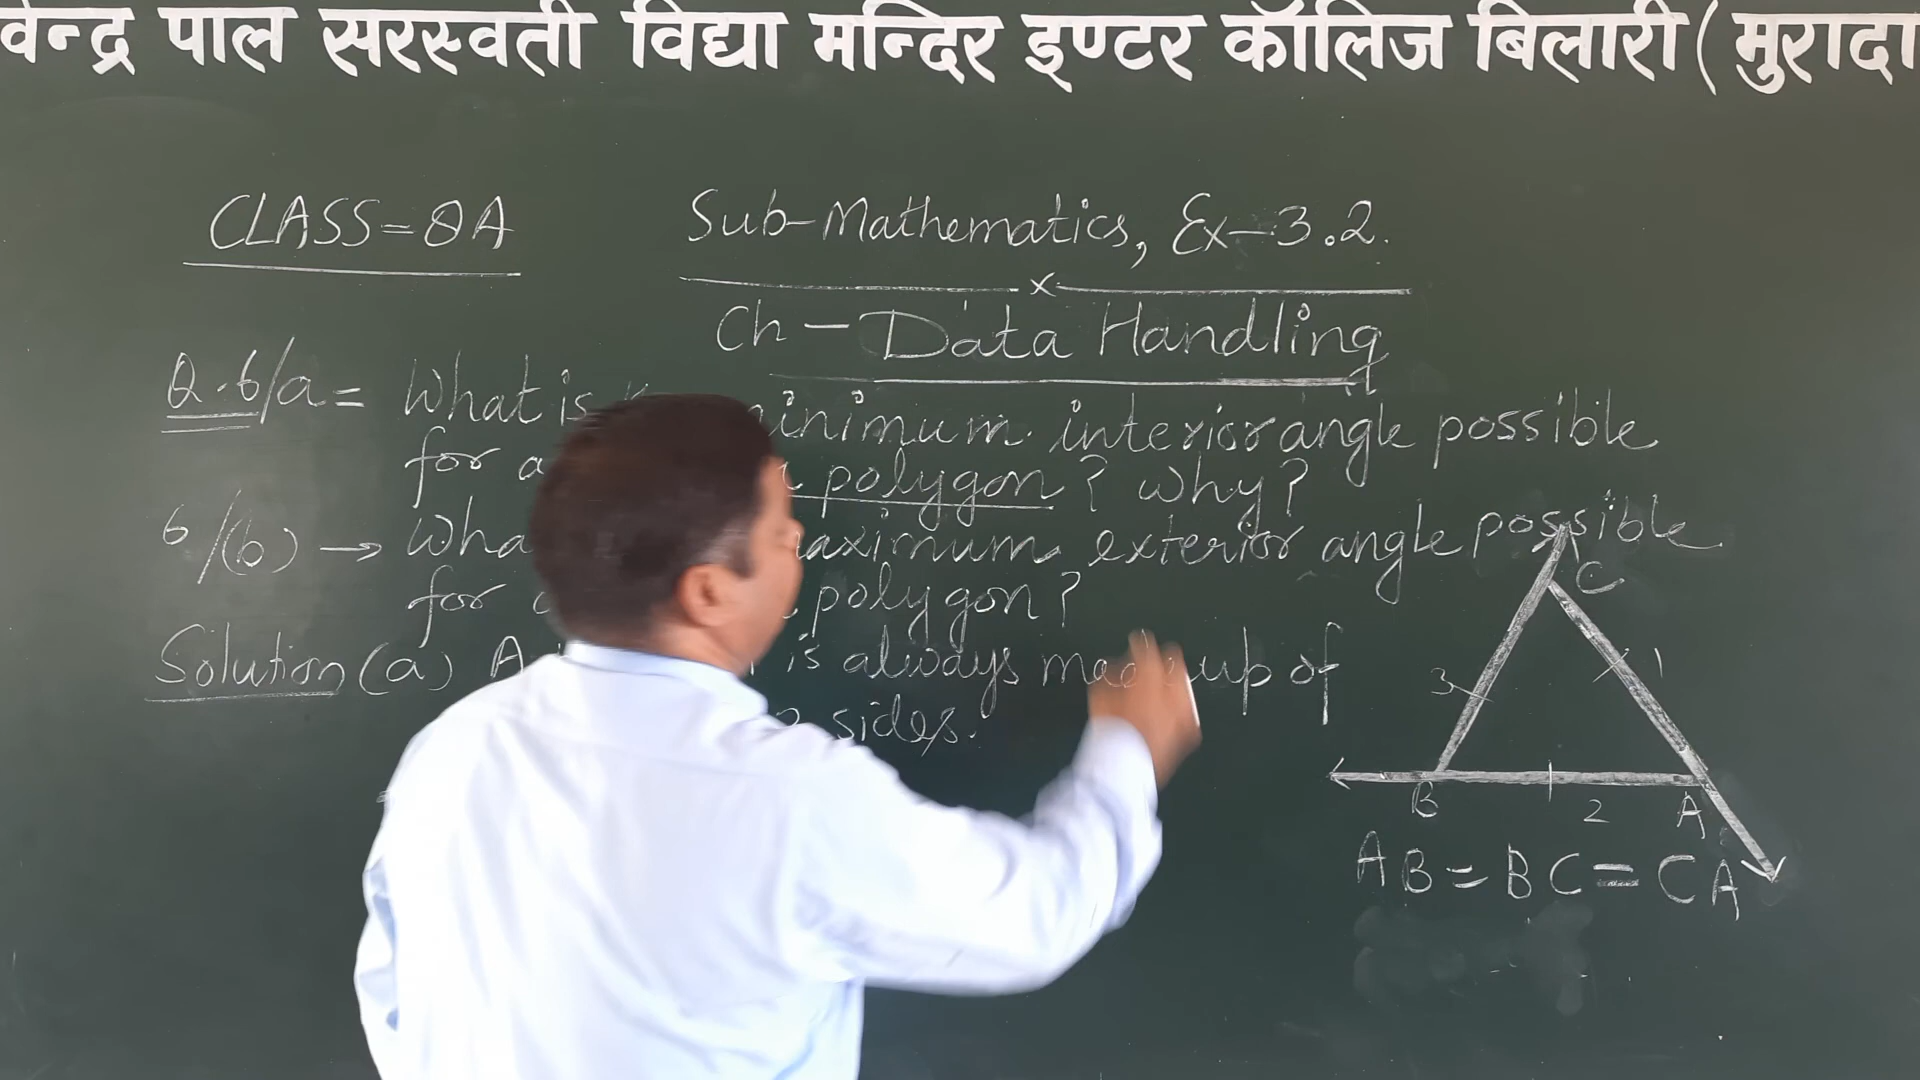 वेन्द्र पाल सरस्वती विद्या मन्दिर इण्टर कॉलिज बिलारी ( मुरादा
CLASS = 8A
Sub-Mathematics, Ex-3.2.
x
Ch - Data Handling
Q.6/a = What is minimum interior angle possible
for a polygon? Why?
6/(b) → maximum exterior angle possible
for polygon?
Solution (a) A is always made up of
sides.
C
3
1
B
2
A
AB = BC = CA